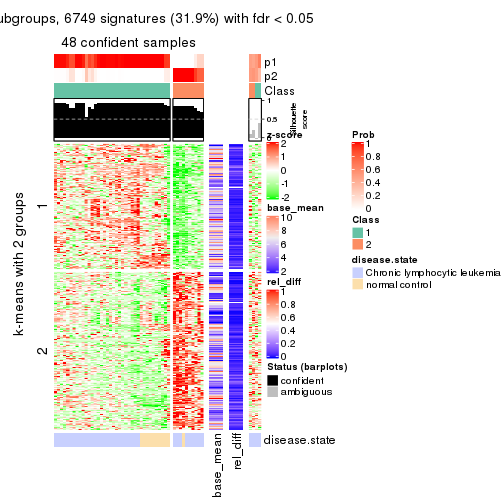 ubgroups, 6749 signatures (31.9%) with fdr < 0.05
48 confident samples
p1
p2
Class
1
0.5
0
Silhouette
score
k-means with 2 groups
1
2
z-score
2
1
0
-1
-2
base_mean
10
8
6
4
2
rel_diff
1
0.8
0.6
0.4
0.2
0
Status (barplots)
confident
ambiguous
Prob
1
0.8
0.6
0.4
0.2
0
Class
1
2
disease.state
Chronic lymphocytic leukemia
normal control
disease.state
base_mean
rel_diff